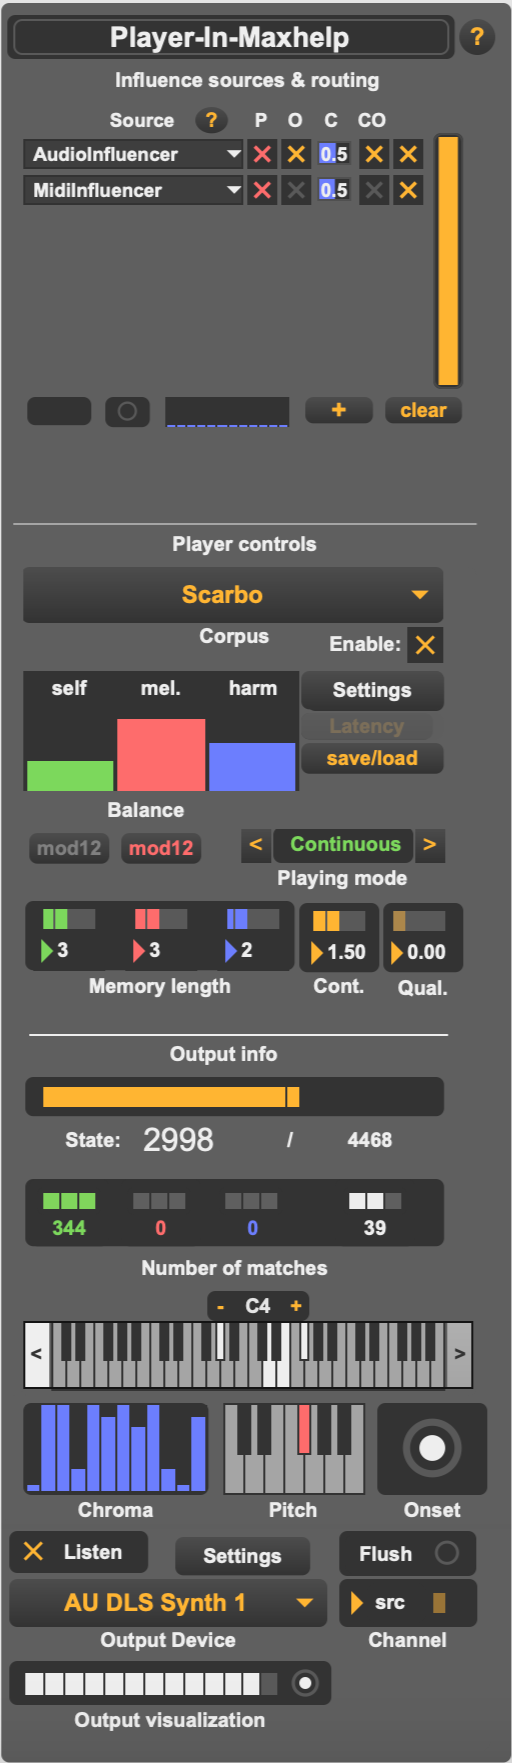 Player-In-Maxhelp ?
Influence sources & routing
Source ? P O C CO
AudioInfluencer 0.5
MidiInfluencer 0.5
+ clear
Player controls
Scarbo
Corpus
Enable:
self mel. harm
Settings
Latency
save/load
Balance
mod12 mod12 < Continuous >
Playing mode
3 3 2 1.50 0.00
Memory length Cont. Qual.
Output info
State: 2998 / 4468
344 0 0 39
Number of matches
- C4 +
< >
Chroma Pitch Onset
Listen Settings Flush
AU DLS Synth 1 src
Output Device Channel
Output visualization